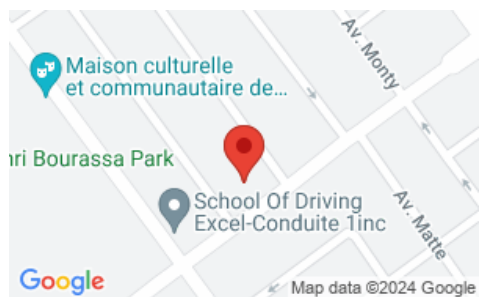 Maison culturelle
et communautaire de...
Av. Monty
nri Bourassa Park
School Of Driving
Excel-Conduite 1inc
Av. Matte
Google
Map data ©2024 Google